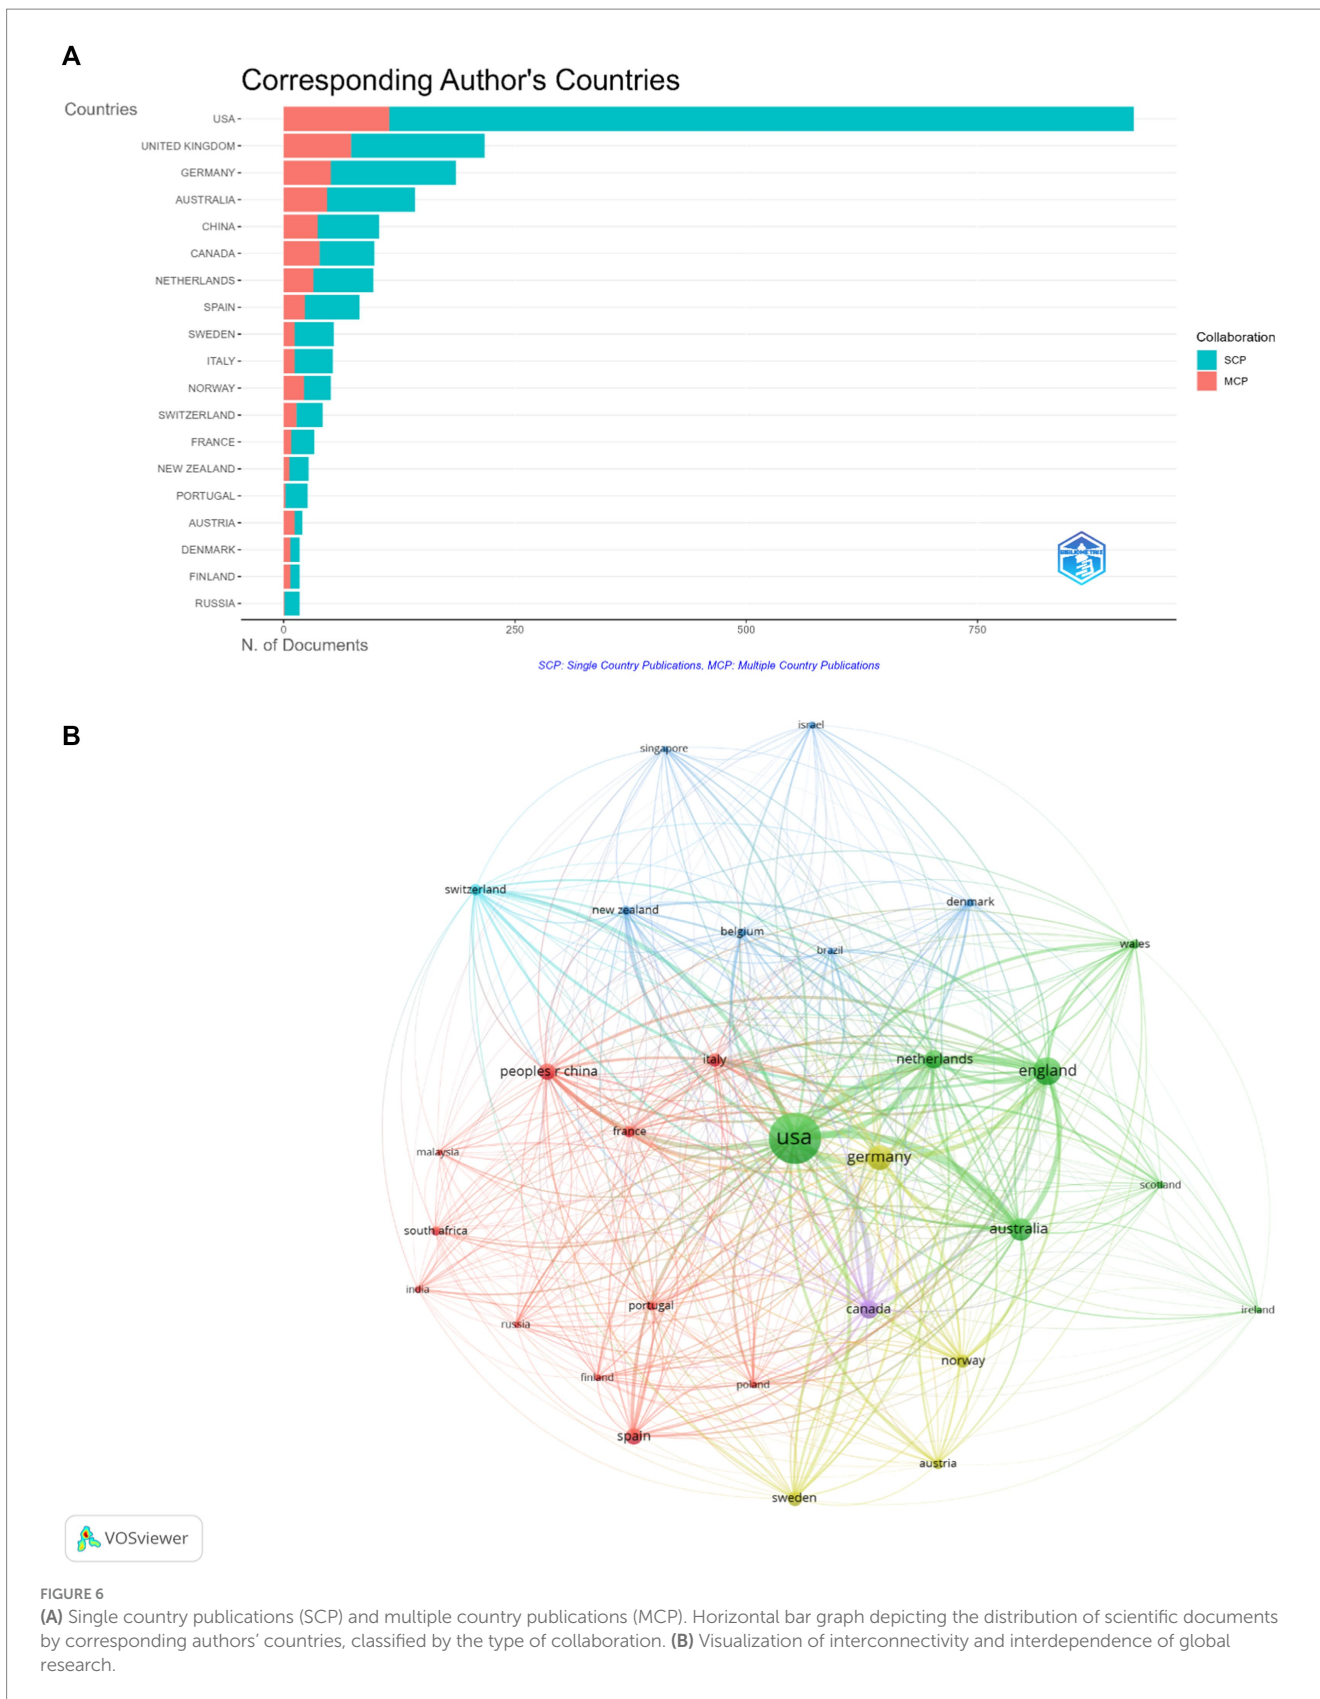 A
Corresponding Author's Countries
Countries
USA
UNITED KINGDOM
GERMANY
AUSTRALIA
CHINA
CANADA
NETHERLANDS
SPAIN
SWEDEN
ITALY
NORWAY
SWITZERLAND
FRANCE
NEW ZEALAND
PORTUGAL
AUSTRIA
DENMARK
FINLAND
RUSSIA
Collaboration
SCP
MCP
BIBLIOMETRIX
0 250 500 750
N. of Documents
SCP: Single Country Publications, MCP: Multiple Country Publications
B
israel
singapore
switzerland
new zealand
denmark
belgium
brazil
wales
italy
netherlands
peoples r china
england
france
usa
germany
malaysia
scotland
south africa
australia
india
portugal
canada
ireland
russia
norway
finland
poland
spain
austria
sweden
VOSviewer
FIGURE 6
(A) Single country publications (SCP) and multiple country publications (MCP). Horizontal bar graph depicting the distribution of scientific documents
by corresponding authors' countries, classified by the type of collaboration. (B) Visualization of interconnectivity and interdependence of global
research.